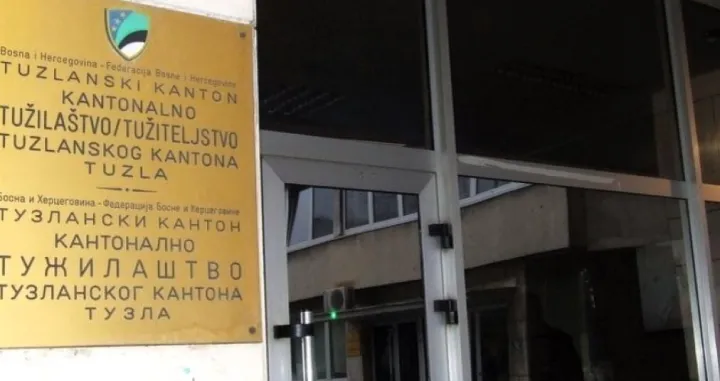 Bosna i Hercegovina - Federacija Bosne i Hercegovine
TUZLANSKI KANTON
KANTONALNO
TUŽILAŠTVO/TUŽITELJSTVO
TUZLANSKOG KANTONA
TUZLA
Босна и Херцеговина - Федерација Босне и Херцеговине
ТУЗЛАНСКИ КАНТОН
КАНТОНАЛНО
ТУЖИЛАШТВО
ТУЗЛАНСКОГ КАНТОНА
ТУЗЛА